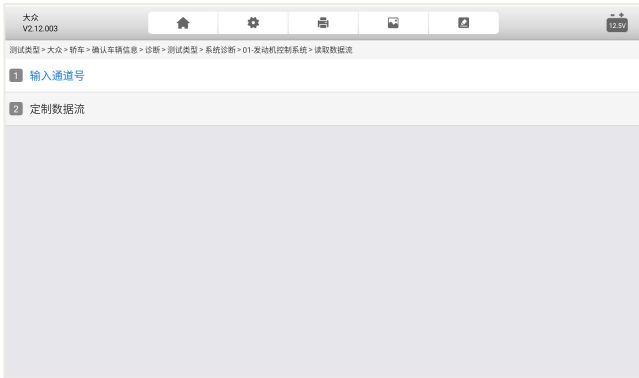 大众
V2.12.003
12.5V
测试类型 > 大众 > 轿车 > 确认车辆信息 > 诊断 > 测试类型 > 系统诊断 > 01-发动机控制系统 > 读取数据流
1 输入通道号
2 定制数据流